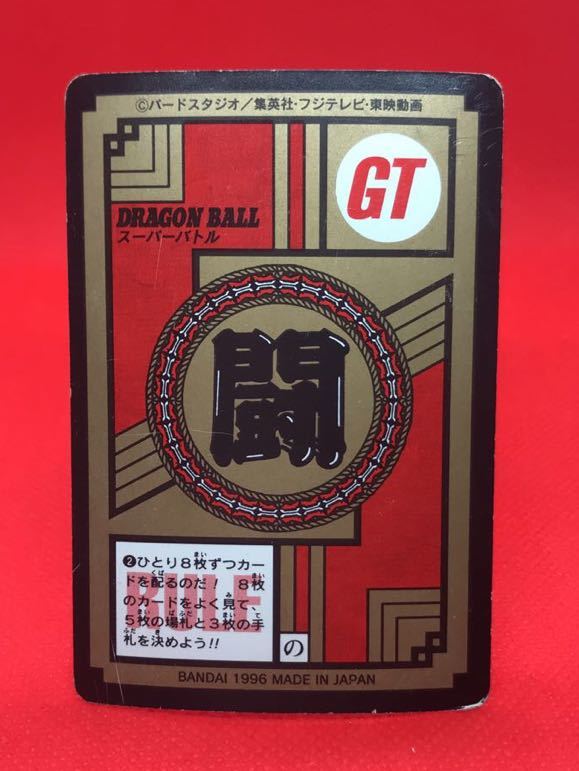 ©バードスタジオ／集英社・フジテレビ・東映動画
GT
DRAGON BALL
スーパーバトル
闘
RULE
❷ひとり8枚ずつカー
ドを配るのだ！ 8枚
のカードをよく見て、
5枚の場札と3枚の手
札を決めよう!!
の
BANDAI 1996 MADE IN JAPAN